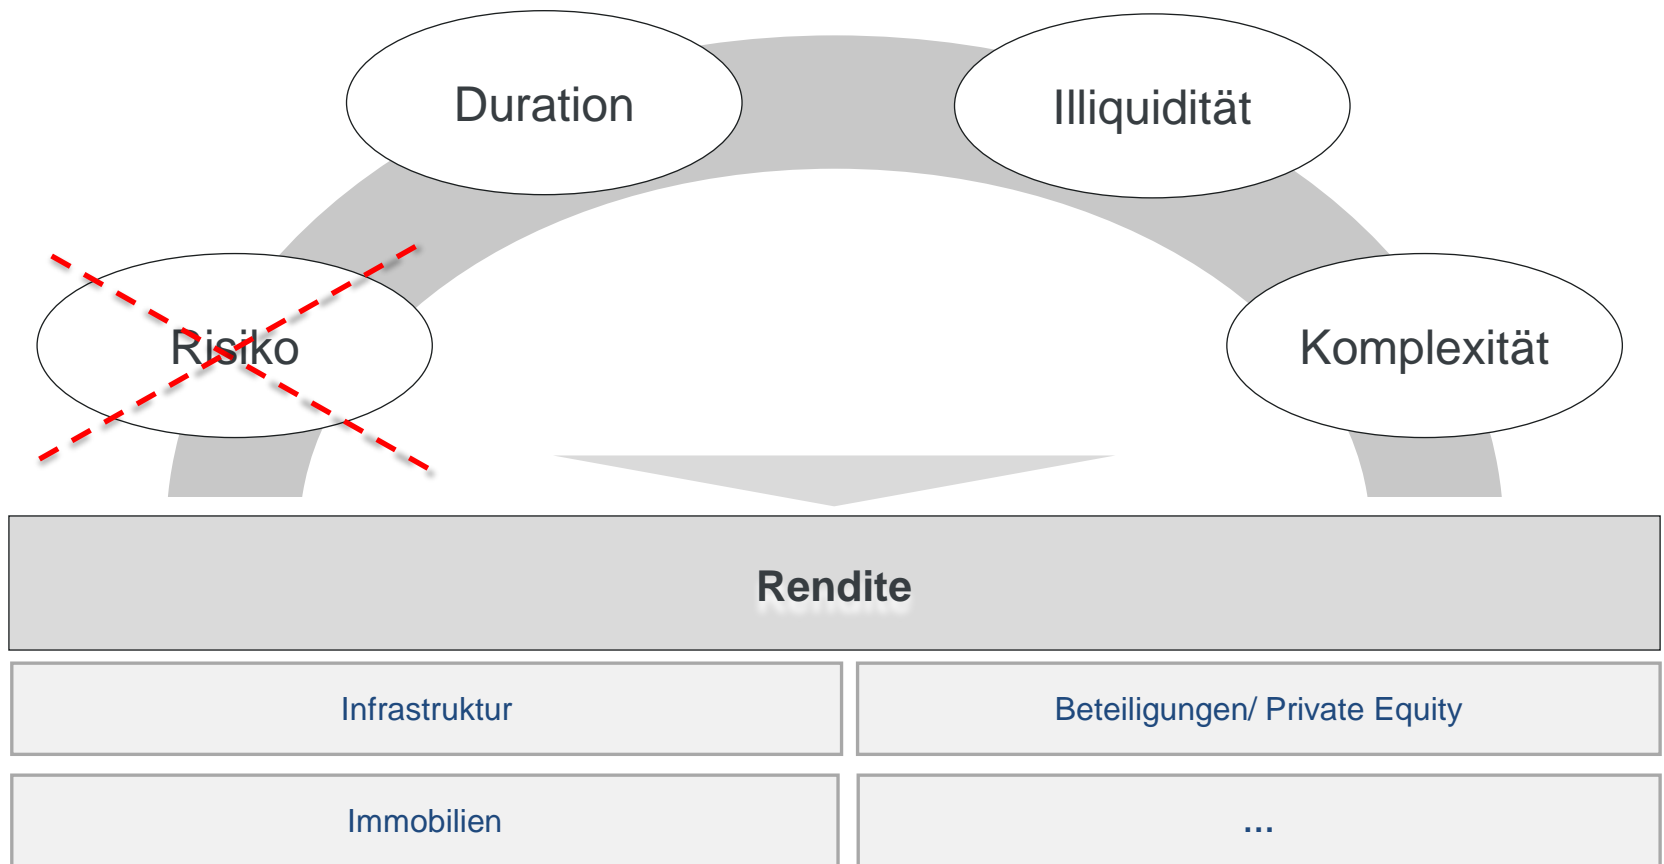 Duration
Illiquidität
Risiko
Komplexität
Rendite
Infrastruktur
Beteiligungen/ Private Equity
Immobilien
...